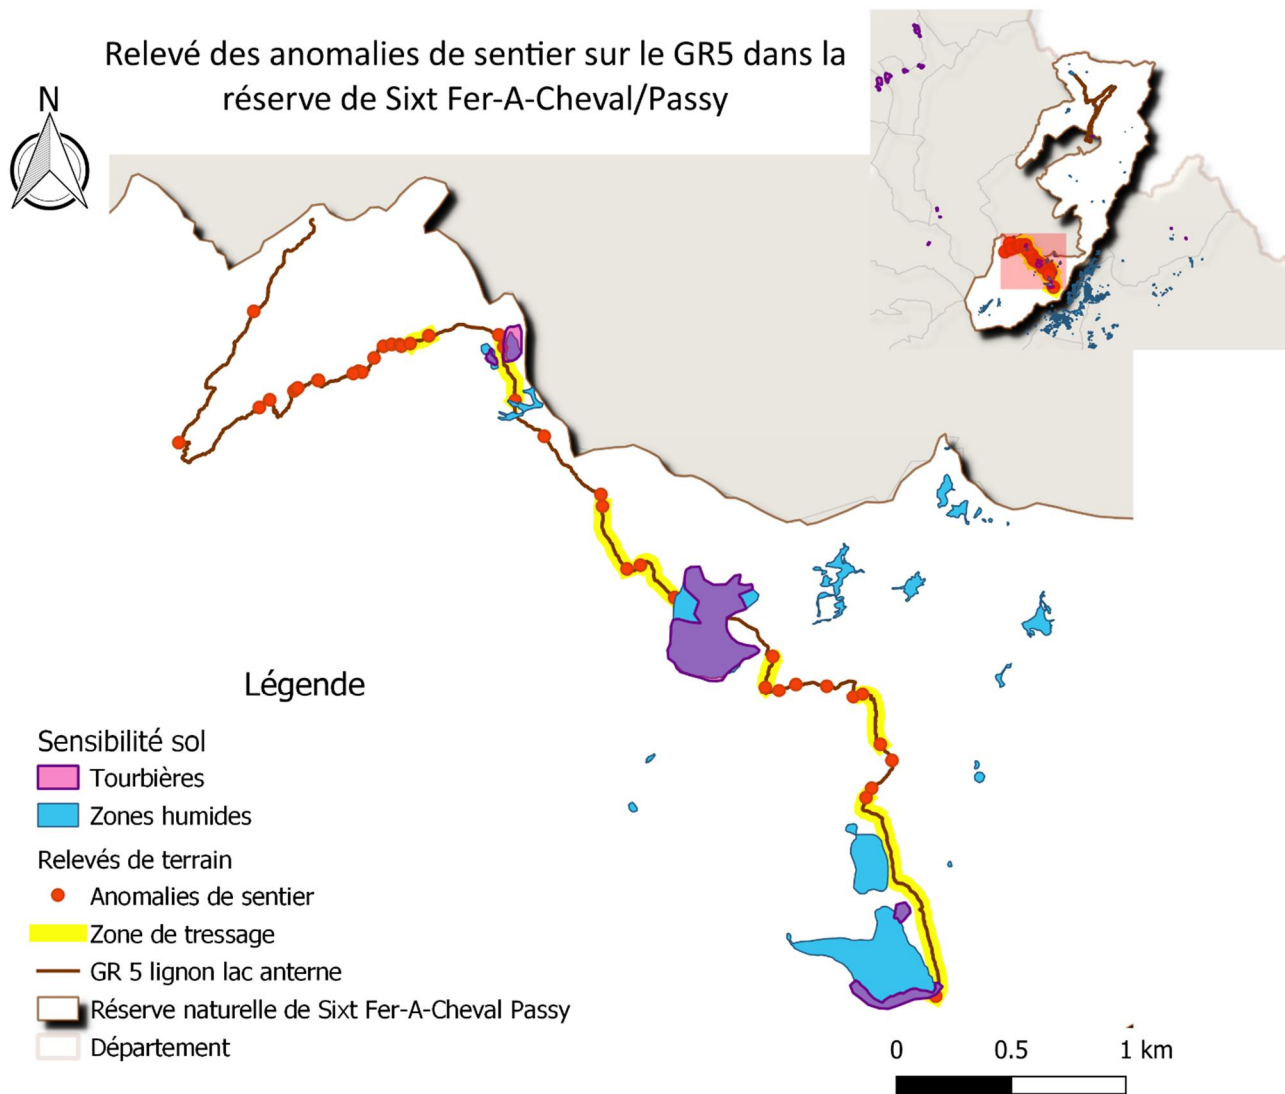 Relevé des anomalies de sentier sur le GR5 dans la
réserve de Sixt Fer-A-Cheval/Passy
N
Légende
Sensibilité sol
Tourbières
Zones humides
Relevés de terrain
Anomalies de sentier
Zone de tressage
GR 5 lignon lac anterne
Réserve naturelle de Sixt Fer-A-Cheval Passy
Département
0 0.5 1 km